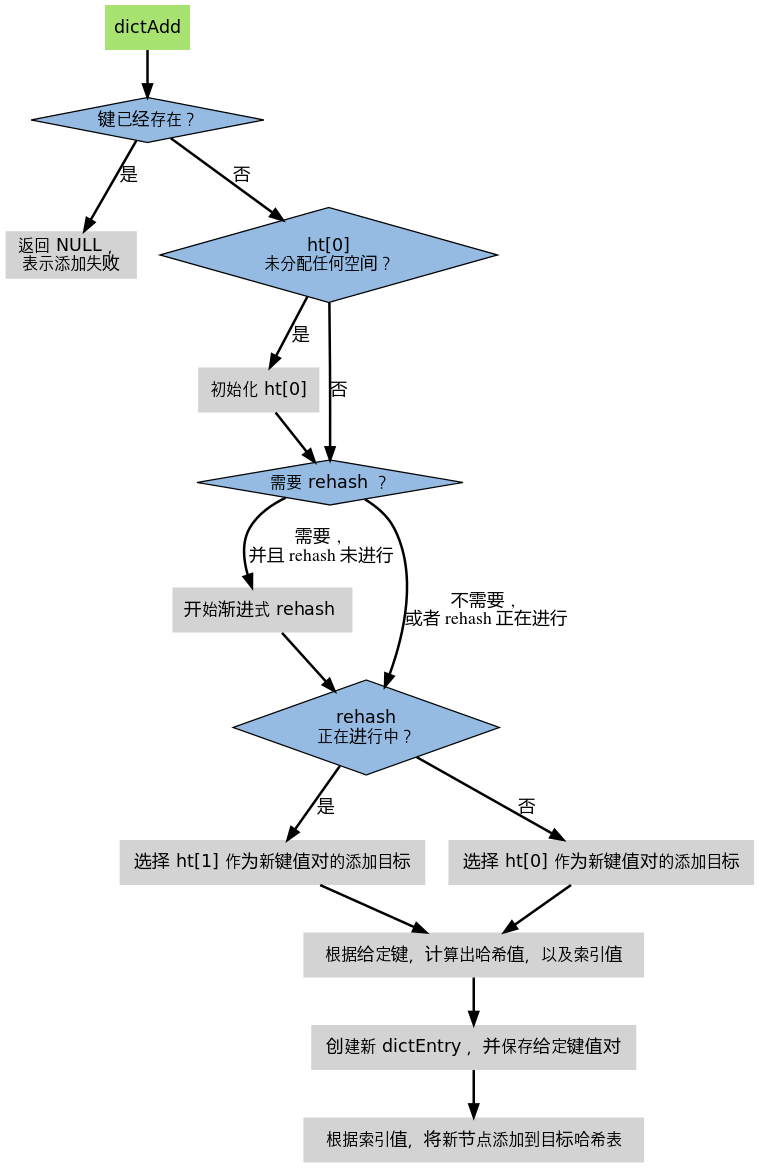 dictAdd
键已经存在？
是
否
返回 NULL ，
表示添加失败
ht[0]
未分配任何空间？
是
初始化 ht[0]
否
需要 rehash ？
需要，
并且 rehash 未进行
开始渐进式 rehash
不需要，
或者 rehash 正在进行
rehash
正在进行中？
是
否
选择 ht[1] 作为新键值对的添加目标
选择 ht[0] 作为新键值对的添加目标
根据给定键，计算出哈希值，以及索引值
创建新 dictEntry ，并保存给定键值对
根据索引值，将新节点添加到目标哈希表